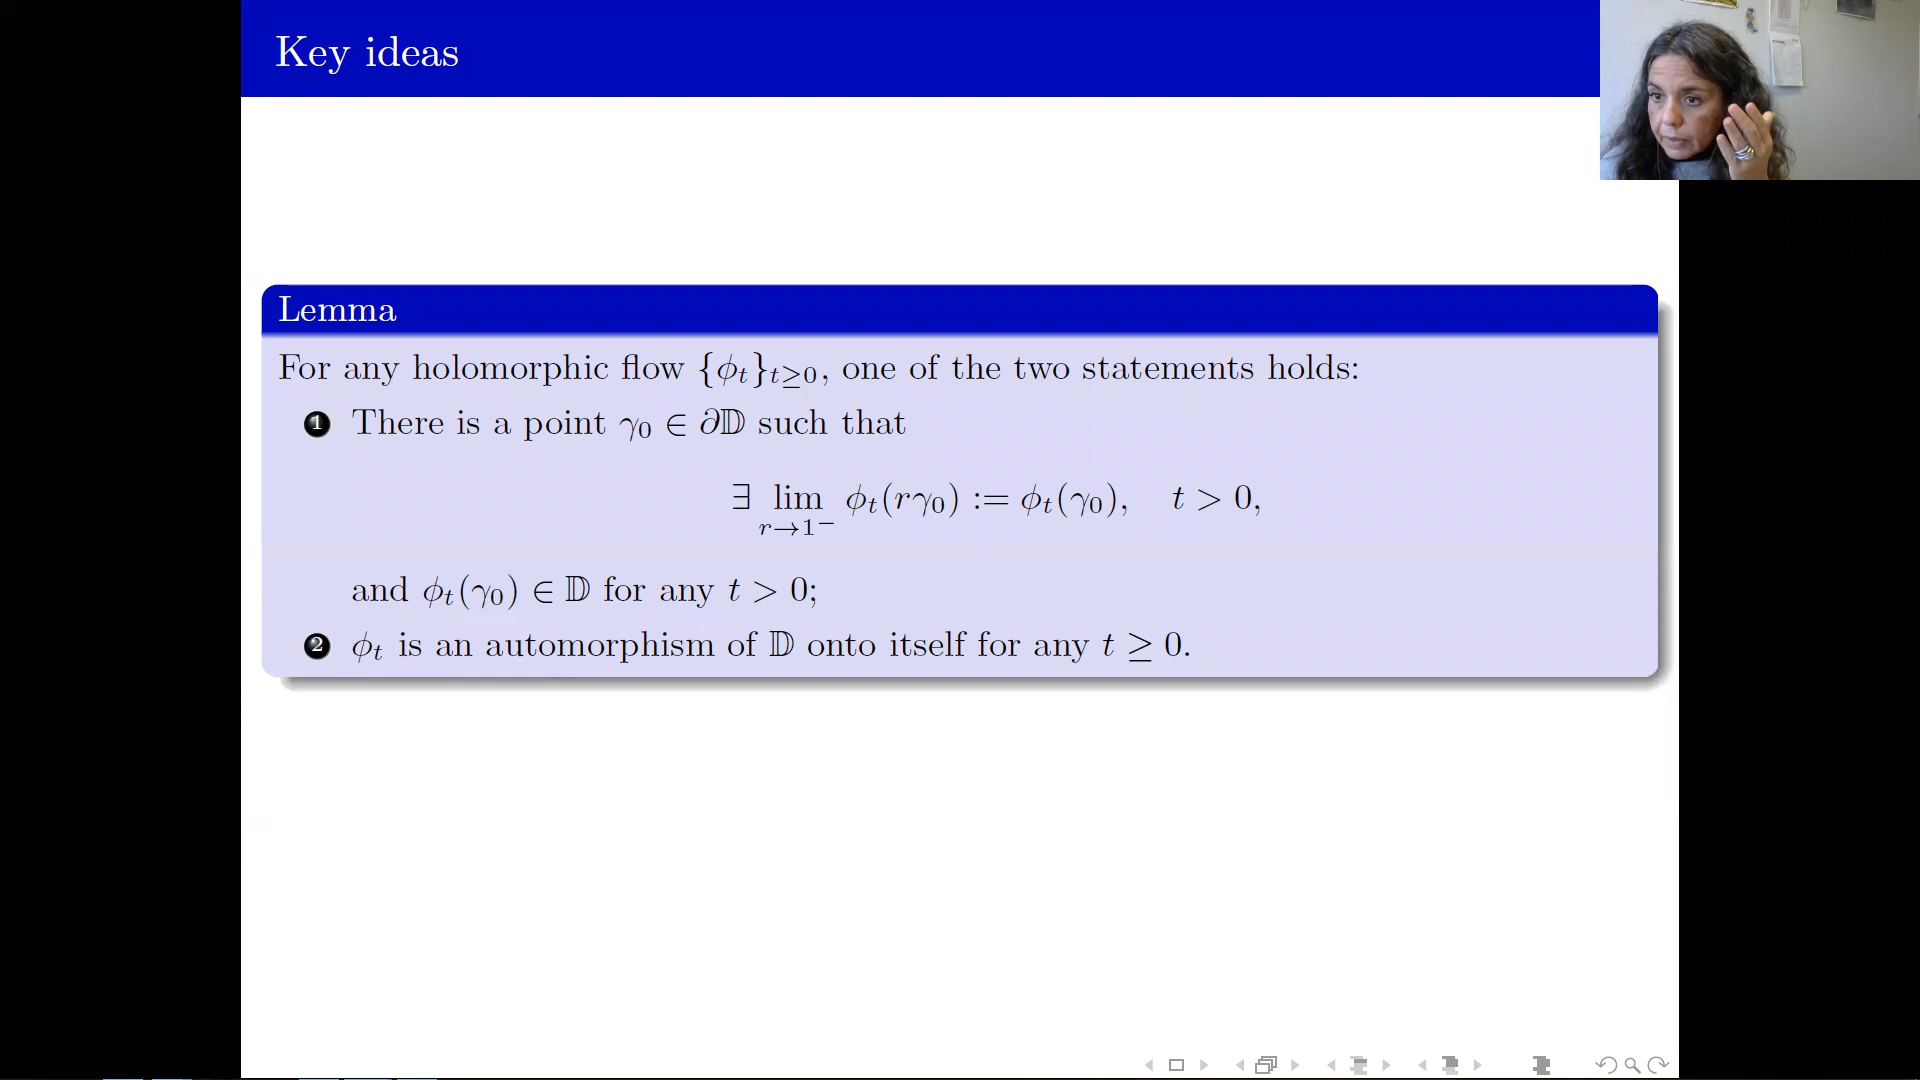 Key ideas
Lemma
For any holomorphic flow {ϕ_t}_{t≥0}, one of the two statements holds:
1 There is a point γ_0 ∈ ∂𝔻 such that
∃ lim_{r→1^−} ϕ_t(rγ_0) := ϕ_t(γ_0), t > 0,
and ϕ_t(γ_0) ∈ 𝔻 for any t > 0;
2 ϕ_t is an automorphism of 𝔻 onto itself for any t ≥ 0.